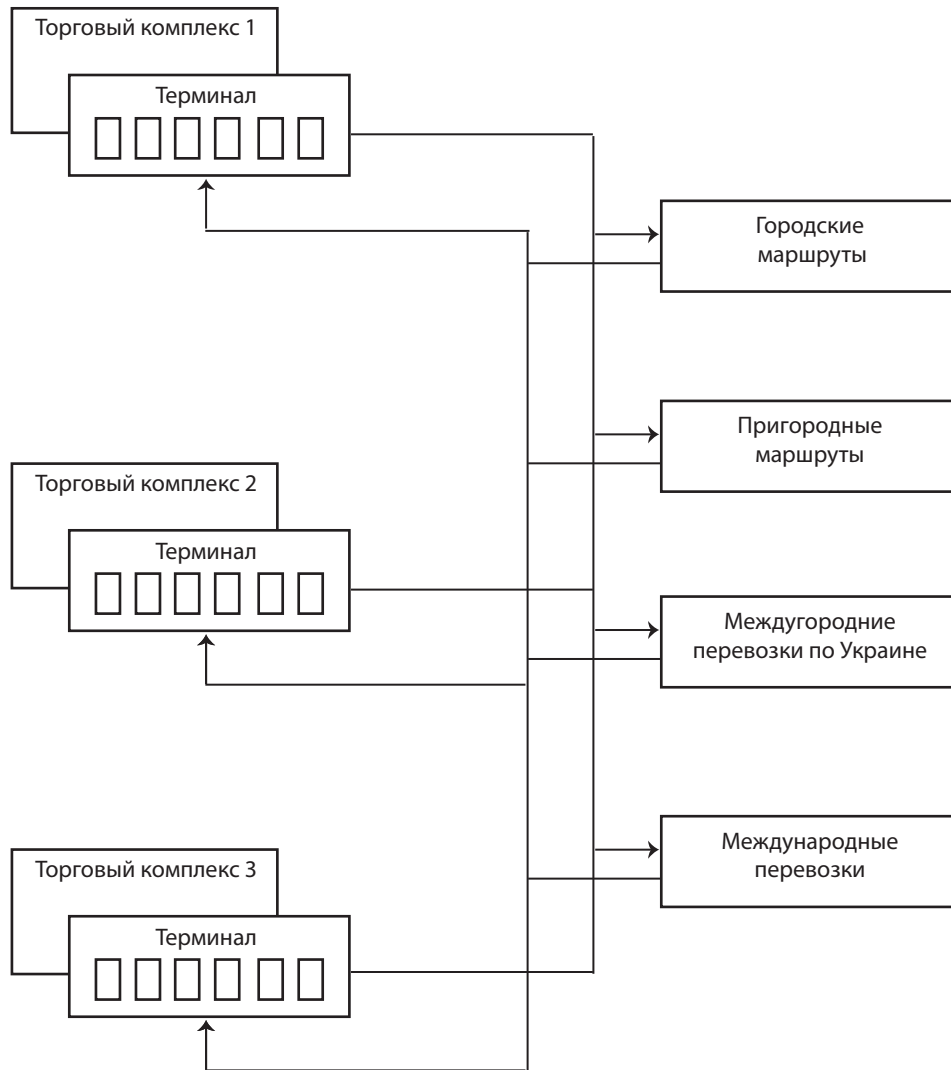 Торговый комплекс 1
Терминал
Городские
маршруты
Пригородные
маршруты
Торговый комплекс 2
Терминал
Междугородние
перевозки по Украине
Международные
перевозки
Торговый комплекс 3
Терминал